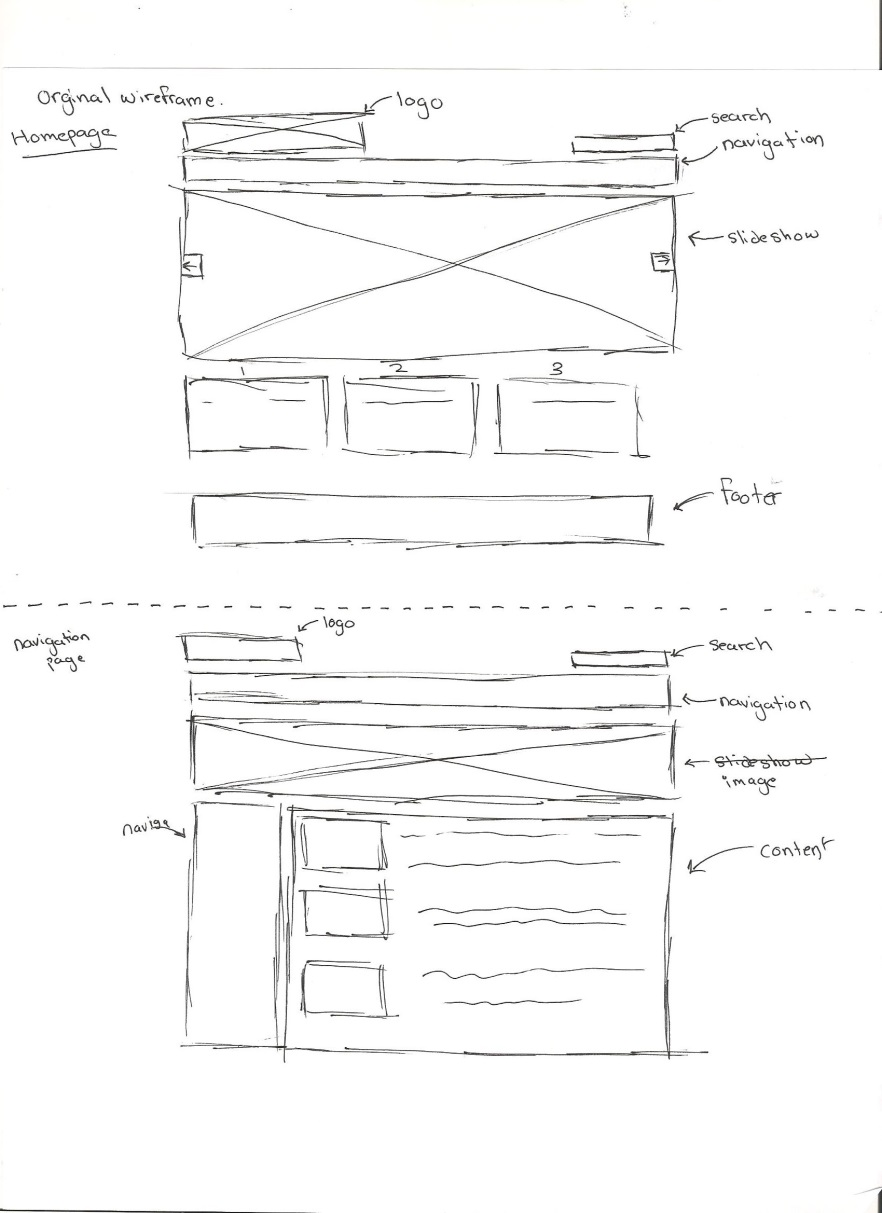 Orginal wireframe.
Homepage
logo
search
navigation
slideshow
1 2 3
footer
navigation
page
logo
search
navigation
slideshow
image
naviga
content